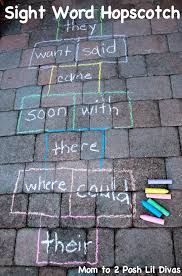 Sight Word Hopscotch
they
want said
came
soon with
there
where could
their
Mom to 2 Posh Lil Divas